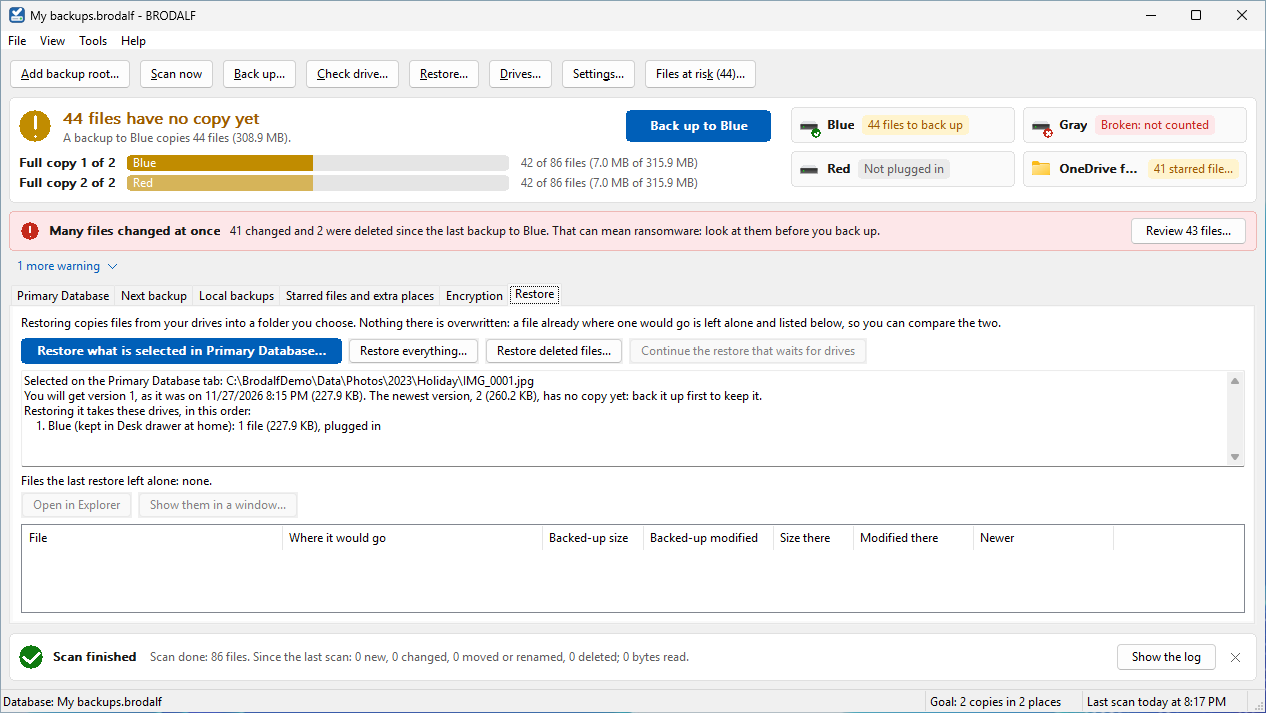 My backups.brodalf - BRODALF
File View Tools Help
Add backup root... Scan now Back up... Check drive... Restore... Drives... Settings... Files at risk (44)...
44 files have no copy yet
A backup to Blue copies 44 files (308.9 MB).
Back up to Blue
Full copy 1 of 2 Blue 42 of 86 files (7.0 MB of 315.9 MB)
Full copy 2 of 2 Red 42 of 86 files (7.0 MB of 315.9 MB)
Blue 44 files to back up
Gray Broken: not counted
Red Not plugged in
OneDrive f... 41 starred file...
Many files changed at once 41 changed and 2 were deleted since the last backup to Blue. That can mean ransomware: look at them before you back up. Review 43 files...
1 more warning
Primary Database Next backup Local backups Starred files and extra places Encryption Restore
Restoring copies files from your drives into a folder you choose. Nothing there is overwritten: a file already where one would go is left alone and listed below, so you can compare the two.
Restore what is selected in Primary Database... Restore everything... Restore deleted files... Continue the restore that waits for drives
Selected on the Primary Database tab: C:\BrodalfDemo\Data\Photos\2023\Holiday\IMG_0001.jpg
You will get version 1, as it was on 11/27/2026 8:15 PM (227.9 KB). The newest version, 2 (260.2 KB), has no copy yet: back it up first to keep it.
Restoring it takes these drives, in this order:
1. Blue (kept in Desk drawer at home): 1 file (227.9 KB), plugged in
Files the last restore left alone: none.
Open in Explorer Show them in a window...
File Where it would go Backed-up size Backed-up modified Size there Modified there Newer
Scan finished Scan done: 86 files. Since the last scan: 0 new, 0 changed, 0 moved or renamed, 0 deleted; 0 bytes read. Show the log
Database: My backups.brodalf Goal: 2 copies in 2 places Last scan today at 8:17 PM